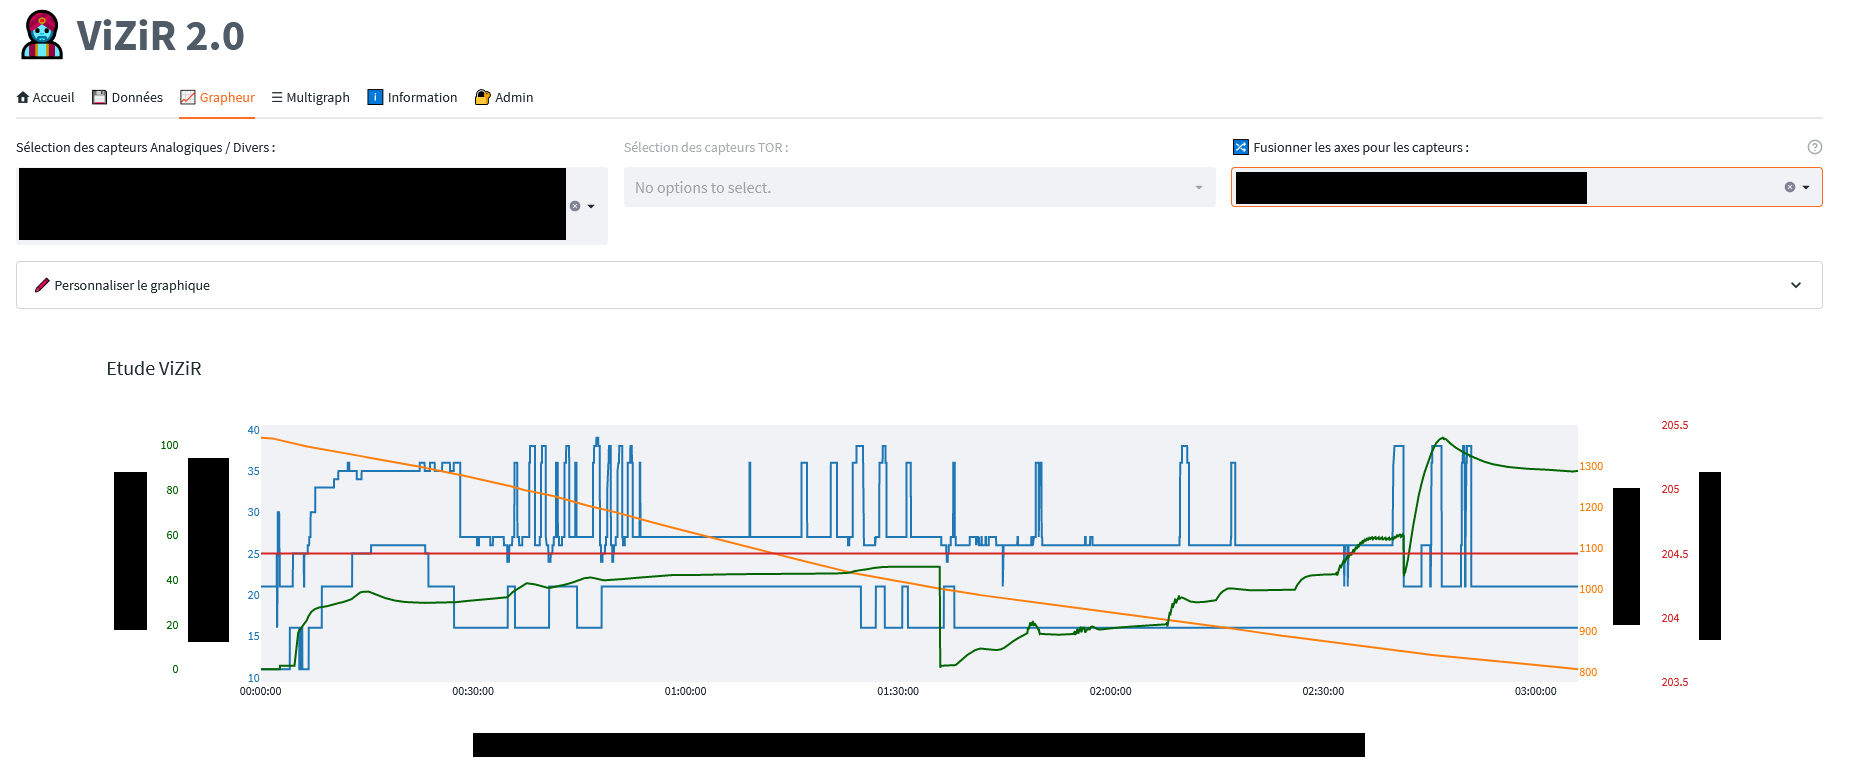 ViZiR 2.0
Accueil Données Grapheur Multigraph Information Admin
Sélection des capteurs Analogiques / Divers :
Sélection des capteurs TOR :
No options to select.
Fusionner les axes pour les capteurs :
Personnaliser le graphique
Etude ViZiR
100
80
60
40
20
0
40
35
30
25
20
15
10
1300
1200
1100
1000
900
800
205.5
205
204.5
204
203.5
00:00:00 00:30:00 01:00:00 01:30:00 02:00:00 02:30:00 03:00:00